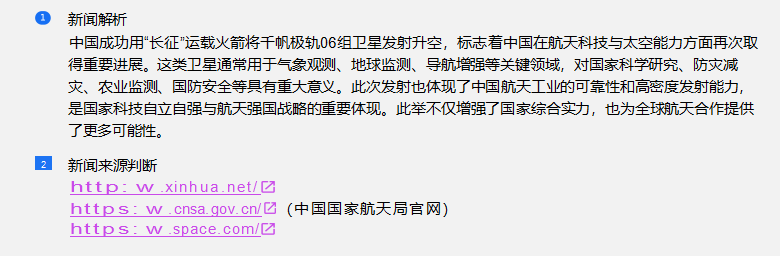 1 新闻解析
中国成功用“长征”运载火箭将千帆极轨06组卫星发射升空，标志着中国在航天科技与太空能力方面再次取
得重要进展。这类卫星通常用于气象观测、地球监测、导航增强等关键领域，对国家科学研究、防灾减
灾、农业监测、国防安全等具有重大意义。此次发射也体现了中国航天工业的可靠性和高密度发射能力，
是国家科技自立自强与航天强国战略的重要体现。此举不仅增强了国家综合实力，也为全球航天合作提供
了更多可能性。
2 新闻来源判断
http: w .xinhua.net/
https: w .cnsa.gov.cn/ (中国国家航天局官网)
https: w .space.com/